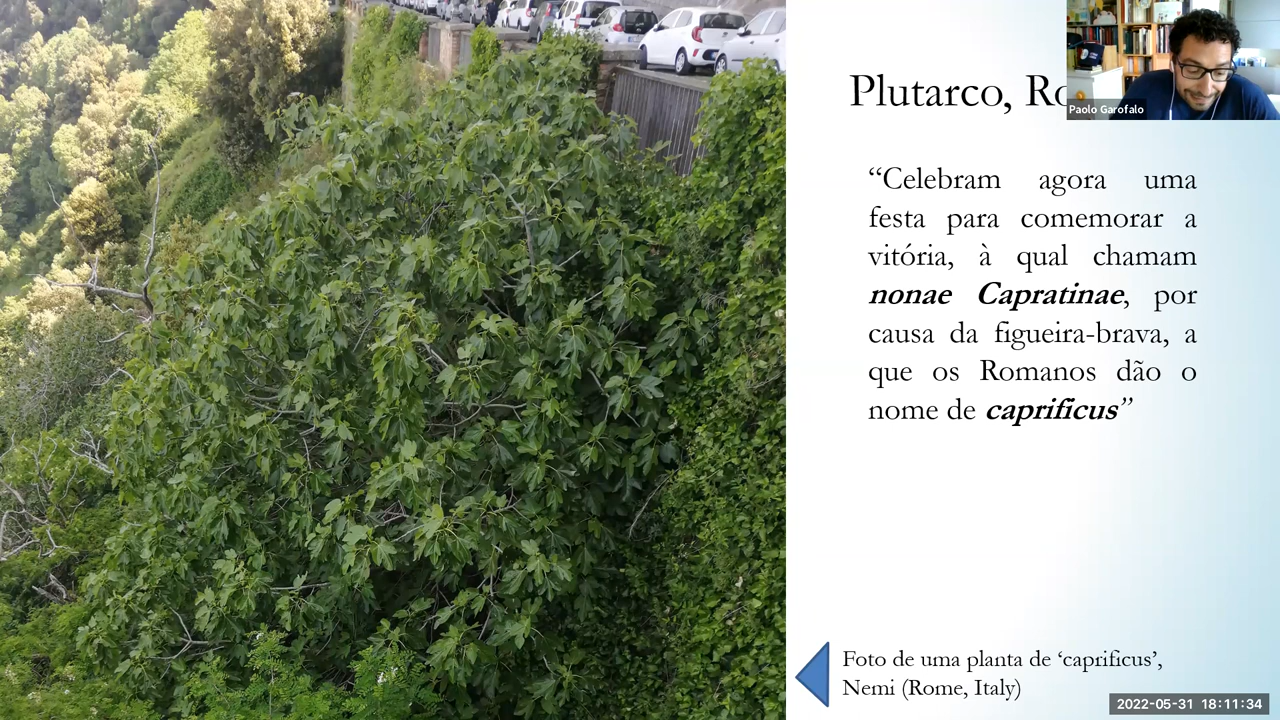 Plutarco, Ro
Paolo Garofalo
“Celebram agora uma
festa para comemorar a
vitória, à qual chamam
nonae Capratinae, por
causa da figueira-brava, a
que os Romanos dão o
nome de caprificus”
Foto de uma planta de ‘caprificus’,
Nemi (Rome, Italy)
2022-05-31 18:11:34